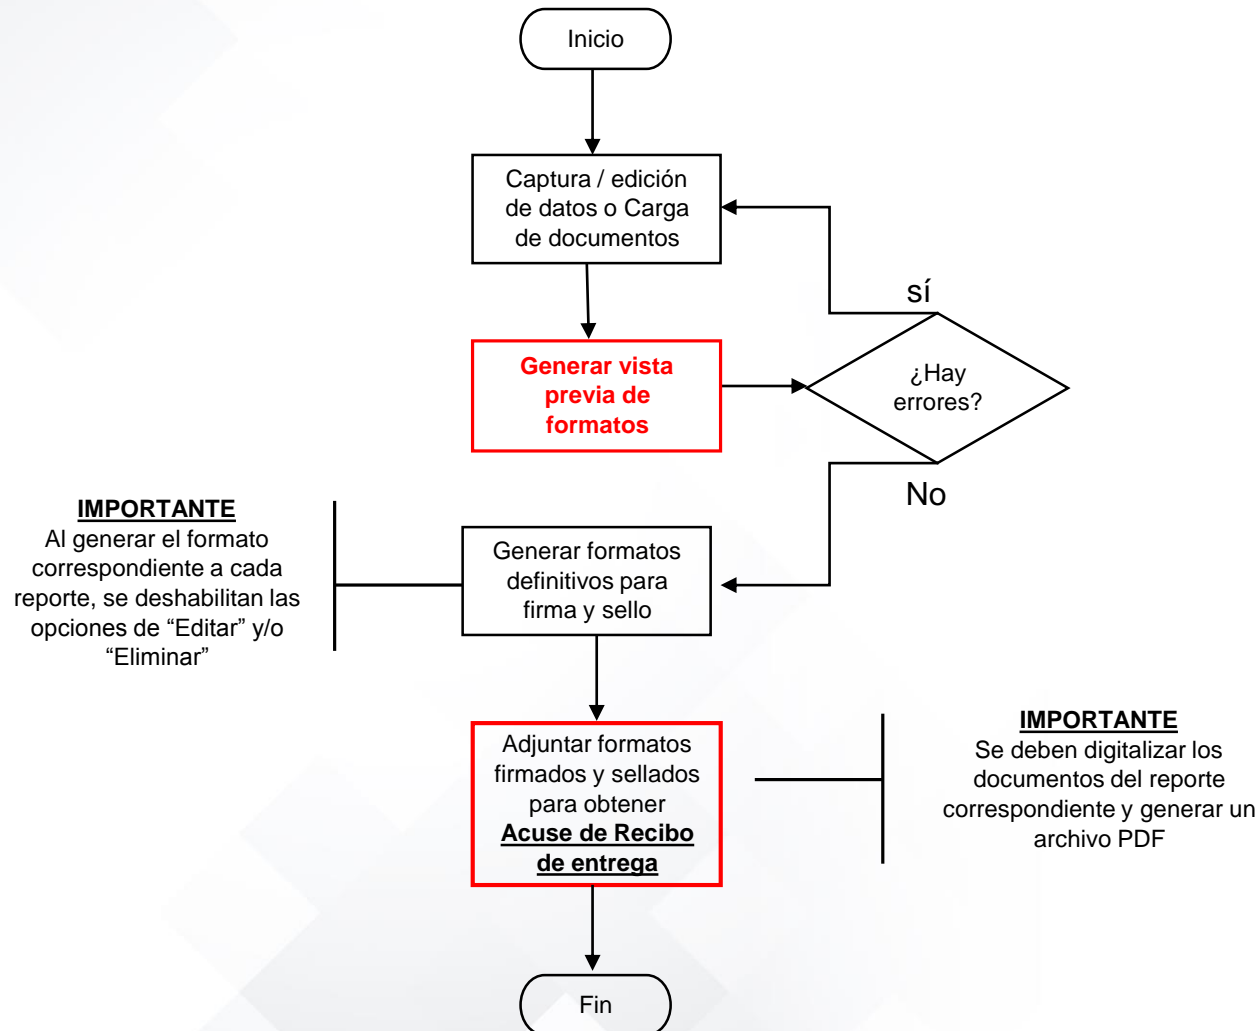 Inicio
Captura / edición
de datos o Carga
de documentos
sí
Generar vista
previa de
formatos
¿Hay
errores?
No
IMPORTANTE
Al generar el formato
correspondiente a cada
reporte, se deshabilitan las
opciones de “Editar” y/o
“Eliminar”
Generar formatos
definitivos para
firma y sello
Adjuntar formatos
firmados y sellados
para obtener
Acuse de Recibo
de entrega
IMPORTANTE
Se deben digitalizar los
documentos del reporte
correspondiente y generar un
archivo PDF
Fin